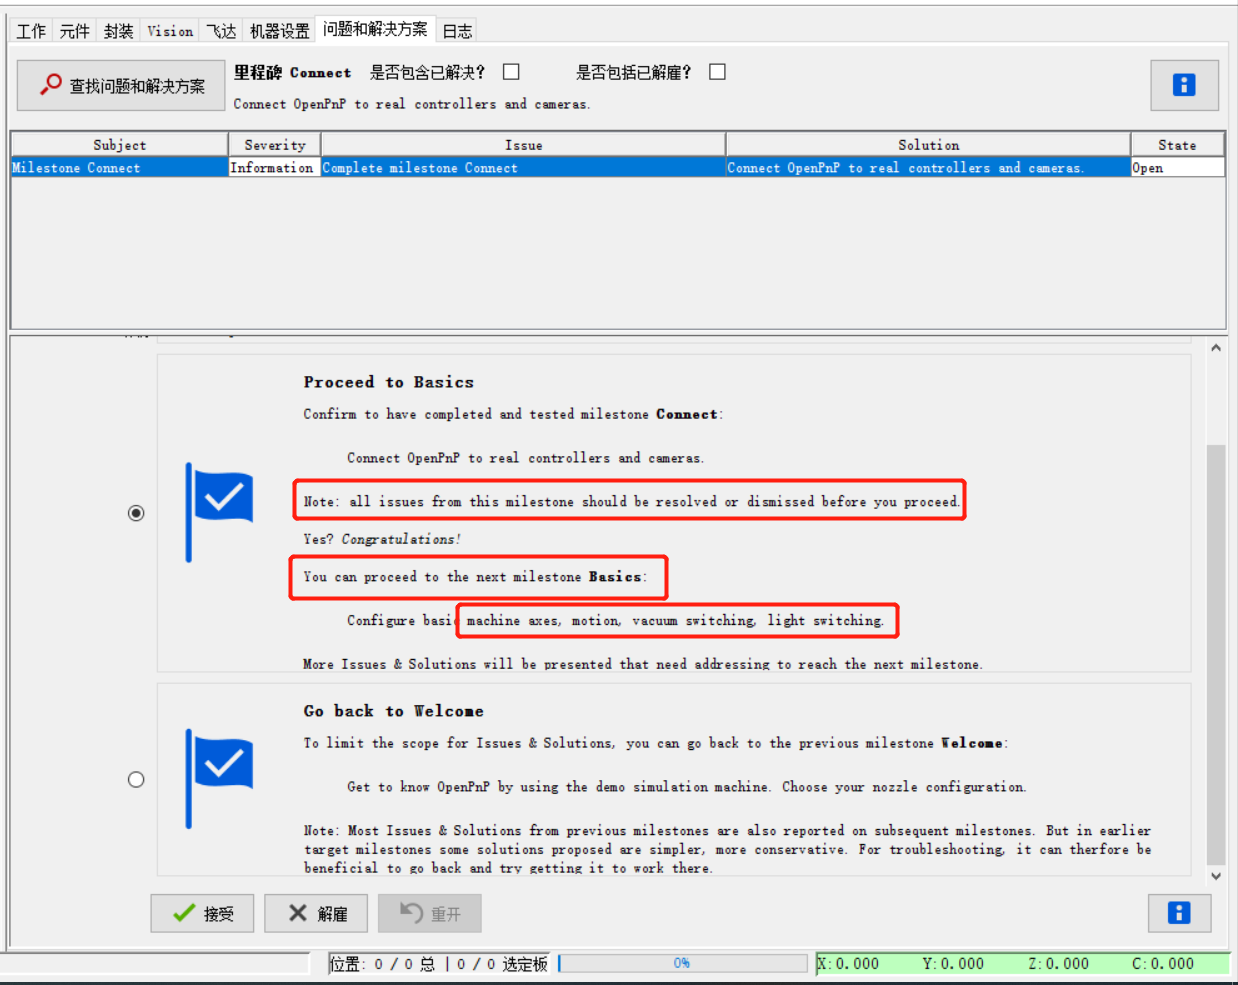 工作 元件 封装 Vision 飞达 机器设置 问题和解决方案 日志
查找问题和解决方案
里程碑 Connect 是否包含已解决? 是否包括已解雇?
Connect OpenPnP to real controllers and cameras.
Subject Severity Issue Solution State
Milestone Connect Information Complete milestone Connect Connect OpenPnP to real controllers and cameras. Open
Proceed to Basics
Confirm to have completed and tested milestone Connect:
Connect OpenPnP to real controllers and cameras.
Note: all issues from this milestone should be resolved or dismissed before you proceed.
Yes? Congratulations!
You can proceed to the next milestone Basics:
Configure basi machine axes, motion, vacuum switching, light switching.
More Issues & Solutions will be presented that need addressing to reach the next milestone.
Go back to Welcome
To limit the scope for Issues & Solutions, you can go back to the previous milestone Welcome:
Get to know OpenPnP by using the demo simulation machine. Choose your nozzle configuration.
Note: Most Issues & Solutions from previous milestones are also reported on subsequent milestones. But in earlier
target milestones some solutions proposed are simpler, more conservative. For troubleshooting, it can therfore be
beneficial to go back and try getting it to work there.
接受 解雇 重开
位置: 0 / 0 总 | 0 / 0 选定板 0% X:0.000 Y:0.000 Z:0.000 C:0.000